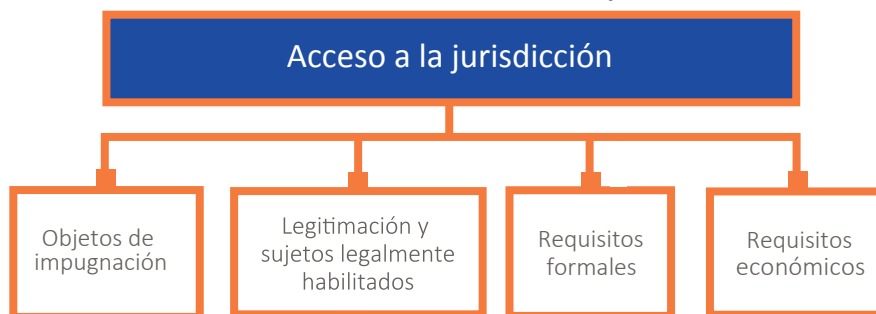 Acceso a la jurisdicción
Objetos de
impugnación
Legitimación y
sujetos legalmente
habilitados
Requisitos
formales
Requisitos
económicos